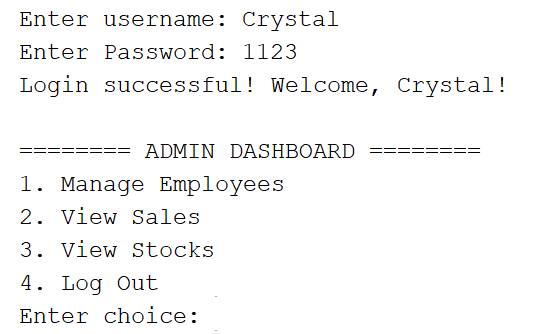 Enter username: Crystal
Enter Password: 1123
Login successful! Welcome, Crystal!
======== ADMIN DASHBOARD ========
1. Manage Employees
2. View Sales
3. View Stocks
4. Log Out
Enter choice: